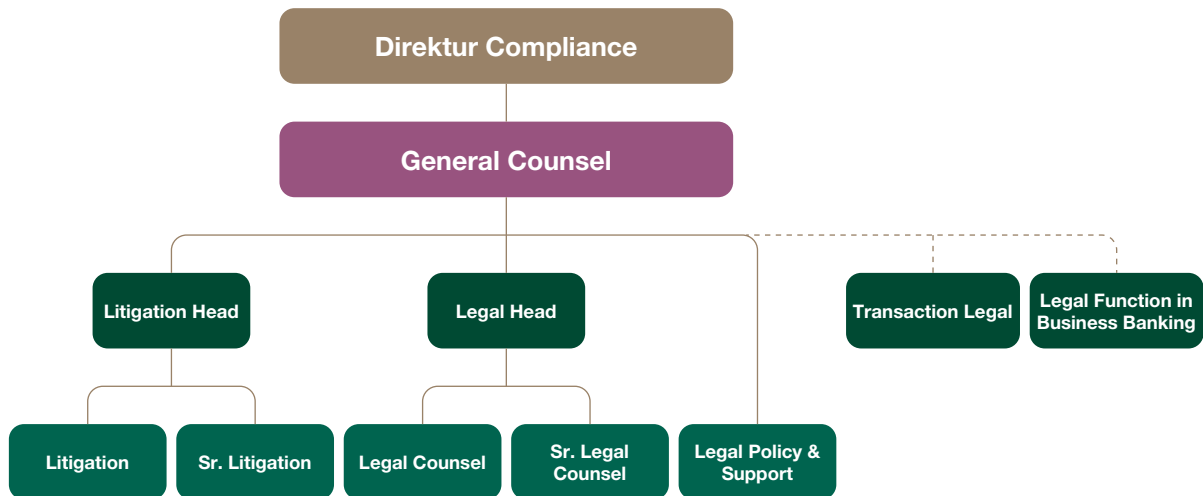 Direktur Compliance
General Counsel
Litigation Head
Legal Head
Transaction Legal
Legal Function in
Business Banking
Litigation
Sr. Litigation
Legal Counsel
Sr. Legal
Counsel
Legal Policy &
Support